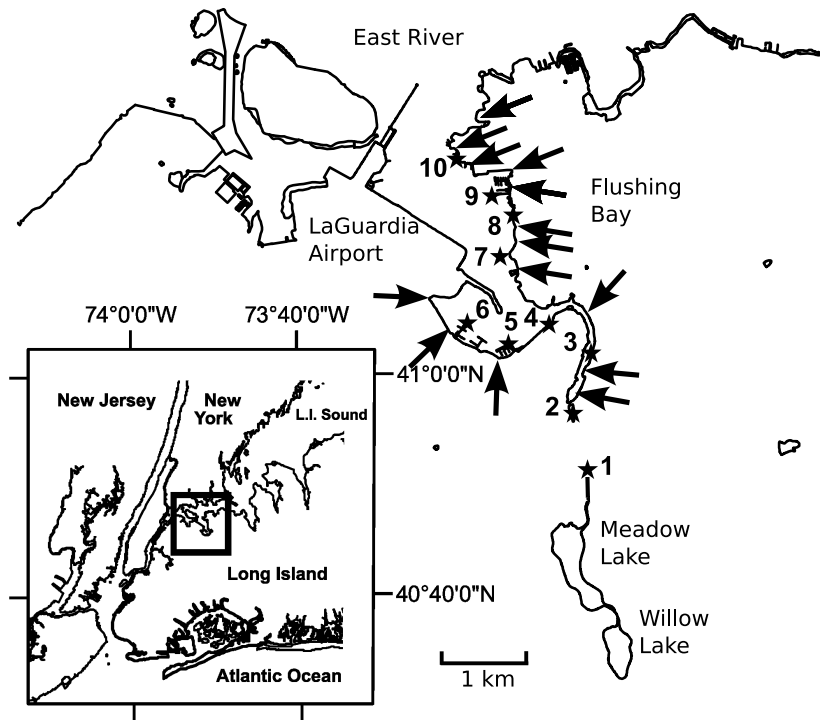 East River
10
9
Flushing
Bay
8
LaGuardia
Airport
7
74°0'0"W
73°40'0"W
6
5
4
3
41°0'0"N
2
New Jersey
New
York
L.I. Sound
1
Meadow
Lake
Long Island
40°40'0"N
Willow
Lake
Atlantic Ocean
1 km